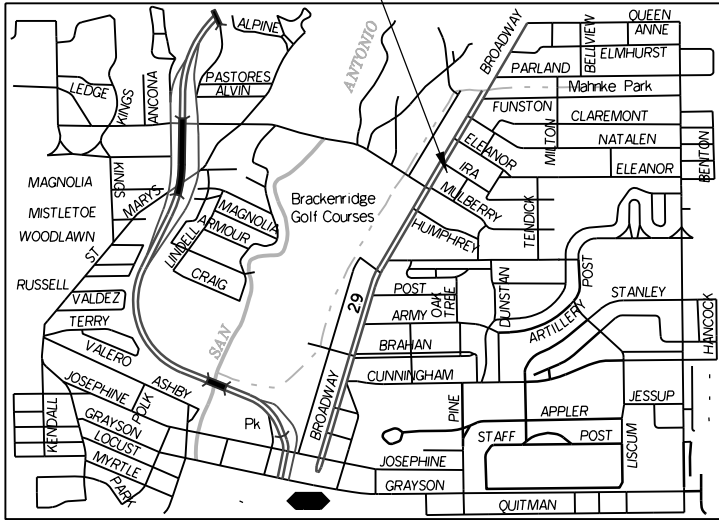 ALPINE
ANTONIO
BROADWAY
BELLVIEW
QUEEN
ANNE
ELMHURST
PARLAND
PASTORES
ALVIN
LEDGE
KINGS
ANCONA
Mahnke Park
FUNSTON
CLAREMONT
MILTON
NATALEN
BENTON
ELEANOR
ELEANOR
IRA
MULBERRY
HUMPHREY
TENDICK
MAGNOLIA
KINGS
MARYS
MISTLETOE
WOODLAWN
ST
MAGNOLIA
ARMOUR
LINDELL
CRAIG
Brackenridge
Golf Courses
RUSSELL
VALDEZ
TERRY
VALERO
29
POST
OAK
TREE
DUNSTAN
POST
ARTILLERY
STANLEY
HANCOCK
ARMY
BRAHAN
CUNNINGHAM
SAN
JOSEPHINE
ASHBY
POLK
KENDALL
GRAYSON
LOCUST
MYRTLE
PARK
Pk
BROADWAY
PINE
APPLER
JESSUP
STAFF
POST
LISCUM
JOSEPHINE
GRAYSON
QUITMAN